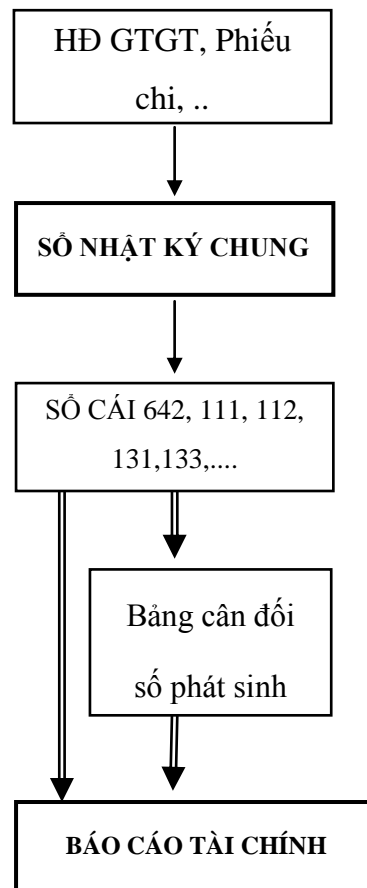 HĐ GTGT, Phiếu
chi, ..
SỔ NHẬT KÝ CHUNG
SỔ CÁI 642, 111, 112,
131,133,....
Bảng cân đối
số phát sinh
BÁO CÁO TÀI CHÍNH